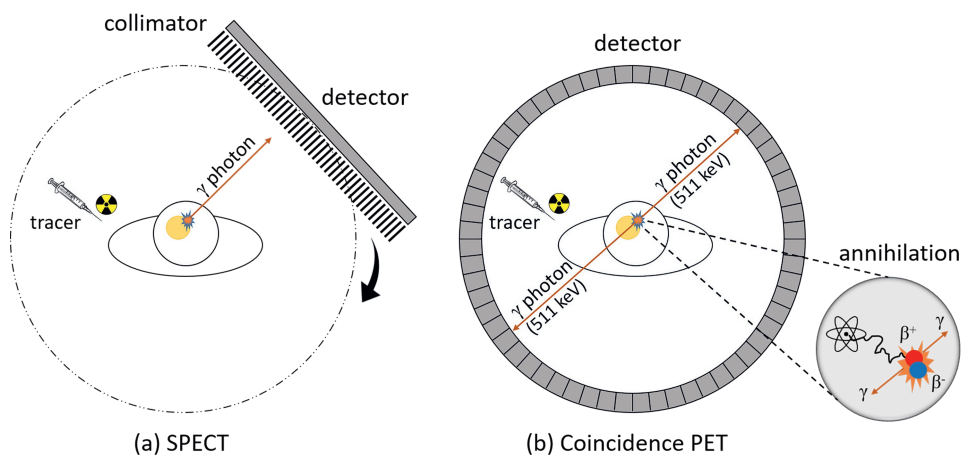 collimator
detector
γ photon
tracer
(a) SPECT
detector
γ photon
(511 keV)
tracer
γ photon
(511 keV)
annihilation
β+
γ
β-
γ
(b) Coincidence PET